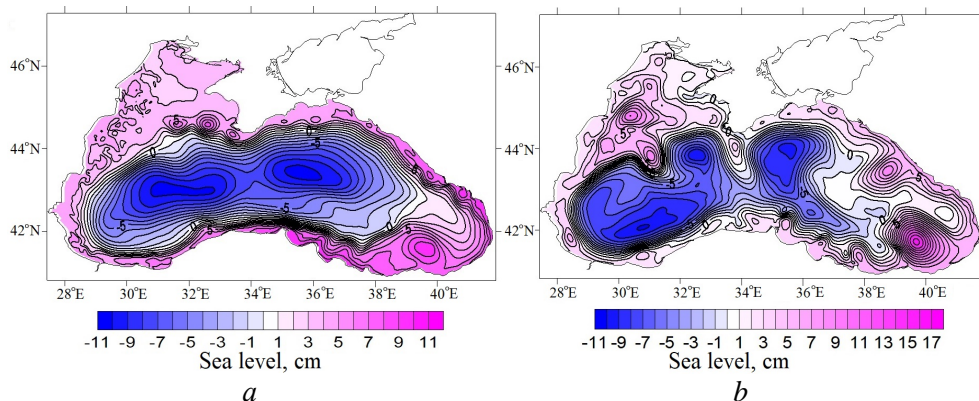 46°N
44°N
42°N
28°E 30°E 32°E 34°E 36°E 38°E 40°E
-11 -9 -7 -5 -3 -1 1 3 5 7 9 11
Sea level, cm
a
46°N
44°N
42°N
28°E 30°E 32°E 34°E 36°E 38°E 40°E
-11 -9 -7 -5 -3 -1 1 3 5 7 9 11 13 15 17
Sea level, cm
b